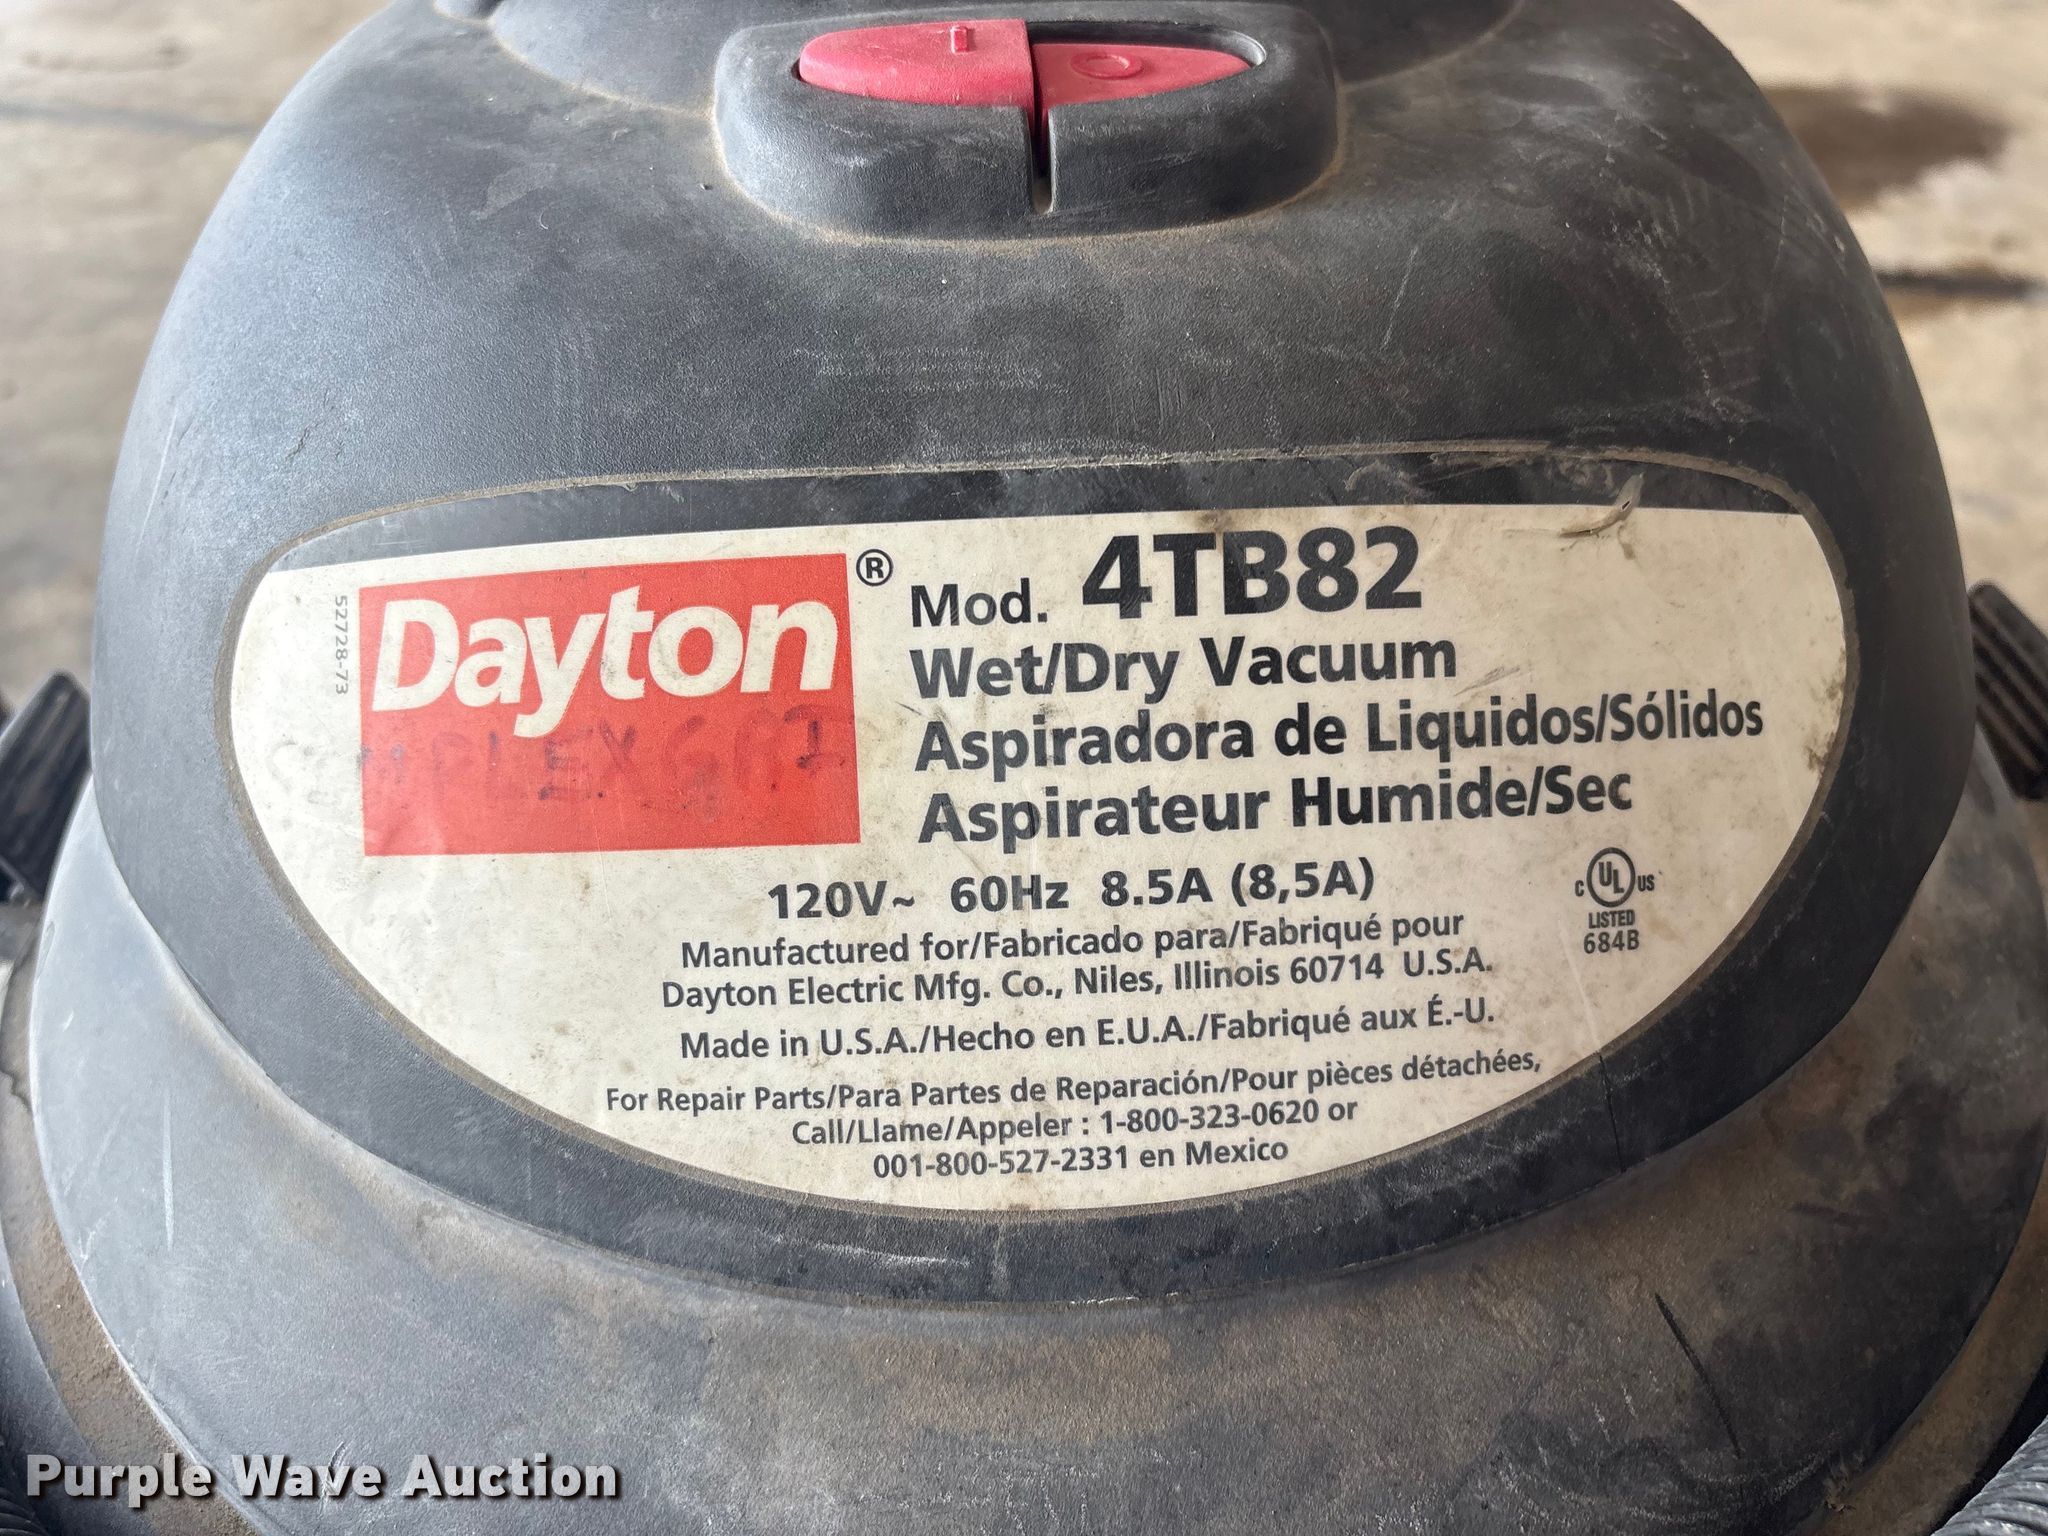 Dayton®
52728-73
Mod. 4TB82
Wet/Dry Vacuum
Aspiradora de Liquidos/Sólidos
Aspirateur Humide/Sec
120V~ 60Hz 8.5A (8,5A)
C UL US
LISTED
684B
Manufactured for/Fabricado para/Fabriqué pour
Dayton Electric Mfg. Co., Niles, Illinois 60714 U.S.A.
Made in U.S.A./Hecho en E.U.A./Fabriqué aux É.-U.
For Repair Parts/Para Partes de Reparación/Pour pièces détachées,
Call/Llame/Appeler : 1-800-323-0620 or
001-800-527-2331 en Mexico
Purple Wave Auction